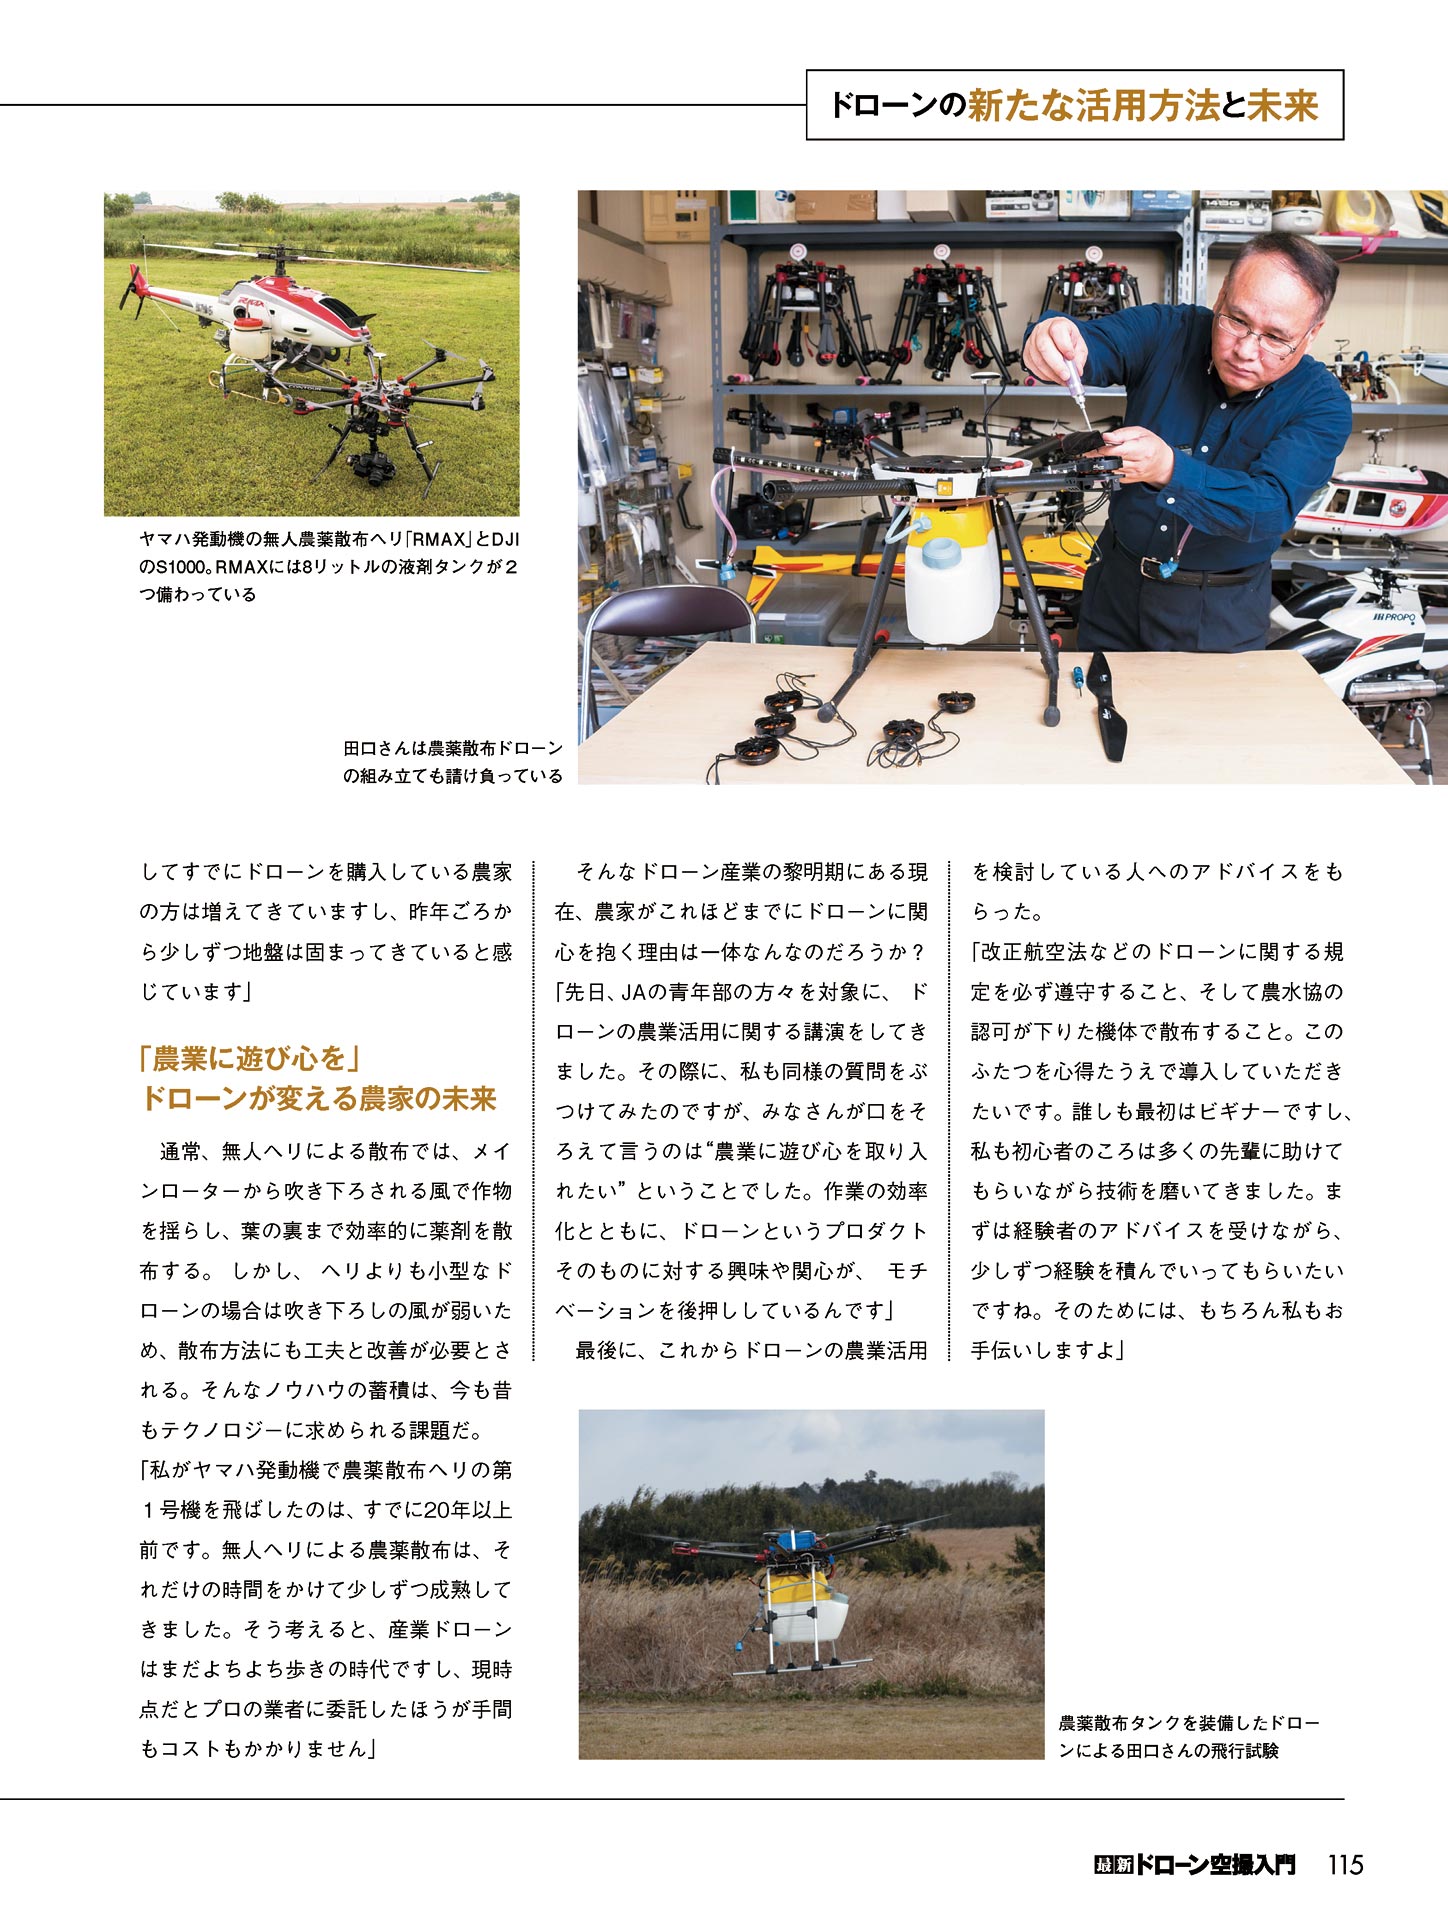 ドローンの新たな活用方法と未来
RMAX
ヤマハ発動機の無人農薬散布ヘリ「RMAX」とDJI
のS1000。RMAXには8リットルの液剤タンクが２
つ備わっている
14SG
JR PROPO
田口さんは農薬散布ドローン
の組み立ても請け負っている
してすでにドローンを購入している農家
の方は増えてきていますし、昨年ごろか
ら少しずつ地盤は固まってきていると感
じています」
「農業に遊び心を」
ドローンが変える農家の未来
通常、無人ヘリによる散布では、メイ
ンローターから吹き下ろされる風で作物
を揺らし、葉の裏まで効率的に薬剤を散
布する。しかし、ヘリよりも小型なド
ローンの場合は吹き下ろしの風が弱いた
め、散布方法にも工夫と改善が必要とさ
れる。そんなノウハウの蓄積は、今も昔
もテクノロジーに求められる課題だ。
「私がヤマハ発動機で農薬散布ヘリの第
１号機を飛ばしたのは、すでに20年以上
前です。無人ヘリによる農薬散布は、そ
れだけの時間をかけて少しずつ成熟して
きました。そう考えると、産業ドローン
はまだよちよち歩きの時代ですし、現時
点だとプロの業者に委託したほうが手間
もコストもかかりません」
そんなドローン産業の黎明期にある現
在、農家がこれほどまでにドローンに関
心を抱く理由は一体なんなのだろうか？
「先日、JAの青年部の方々を対象に、ド
ローンの農業活用に関する講演をしてき
ました。その際に、私も同様の質問をぶ
つけてみたのですが、みなさんが口をそ
ろえて言うのは“農業に遊び心を取り入
れたい”ということでした。作業の効率
化とともに、ドローンというプロダクト
そのものに対する興味や関心が、モチ
ベーションを後押ししているんです」
最後に、これからドローンの農業活用
を検討している人へのアドバイスをも
らった。
「改正航空法などのドローンに関する規
定を必ず遵守すること、そして農水協の
認可が下りた機体で散布すること。この
ふたつを心得たうえで導入していただき
たいです。誰しも最初はビギナーですし、
私も初心者のころは多くの先輩に助けて
もらいながら技術を磨いてきました。ま
ずは経験者のアドバイスを受けながら、
少しずつ経験を積んでいってもらいたい
ですね。そのためには、もちろん私もお
手伝いしますよ」
農薬散布タンクを装備したドロー
ンによる田口さんの飛行試験
最新ドローン空撮入門 115